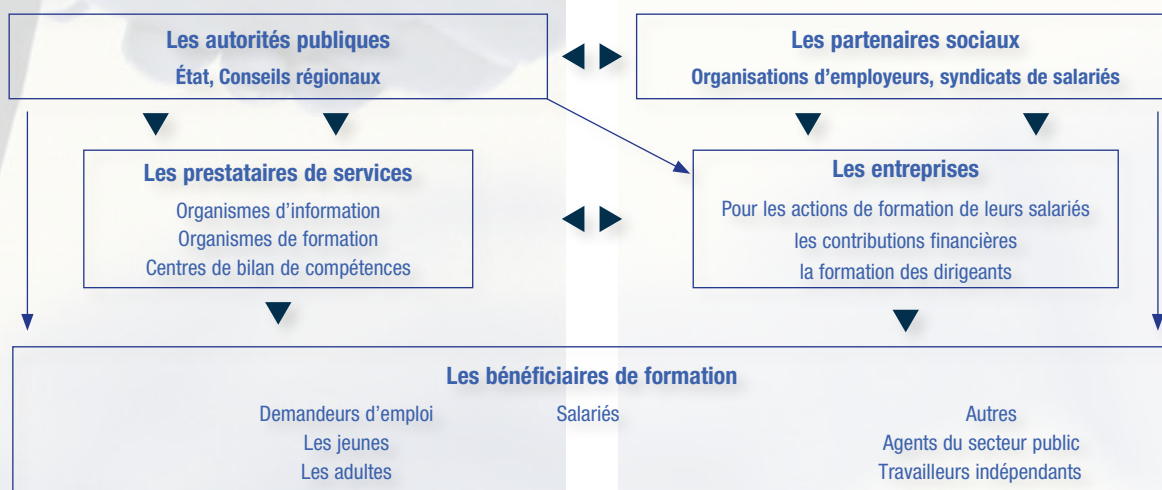 Les autorités publiques
État, Conseils régionaux
Les partenaires sociaux
Organisations d’employeurs, syndicats de salariés
Les prestataires de services
Organismes d’information
Organismes de formation
Centres de bilan de compétences
Les entreprises
Pour les actions de formation de leurs salariés
les contributions financières
la formation des dirigeants
Les bénéficiaires de formation
Demandeurs d’emploi
Les jeunes
Les adultes
Salariés
Autres
Agents du secteur public
Travailleurs indépendants